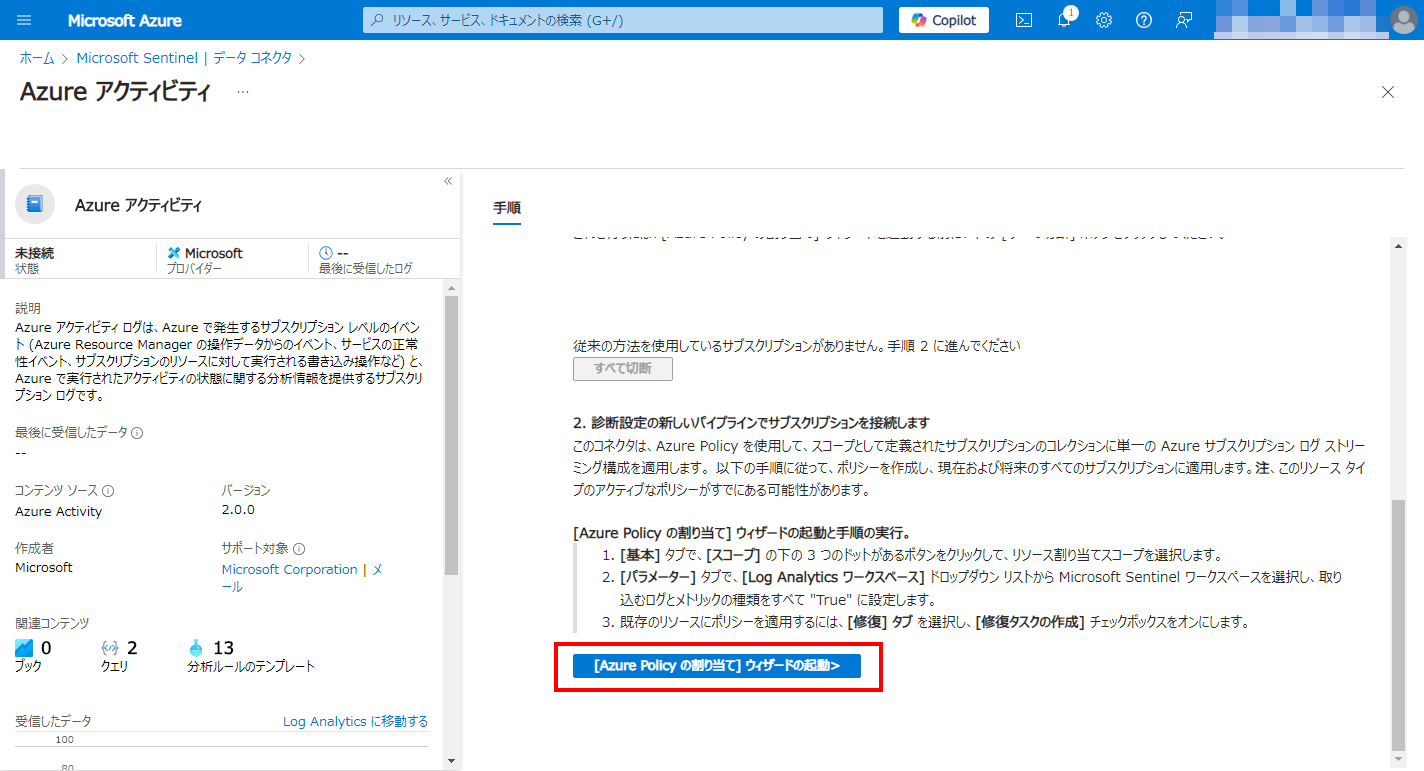 Microsoft Azure
リソース、サービス、ドキュメントの検索 (G+/)
Copilot
1
ホーム > Microsoft Sentinel | データ コネクタ >
Azure アクティビティ ...
Azure アクティビティ
未接続
状態
Microsoft
プロバイダー
--
最後に受信したログ
説明
Azure アクティビティ ログは、Azure で発生するサブスクリプション レベルのイベン
ト (Azure Resource Manager の操作データからのイベント、サービスの正常
性イベント、サブスクリプションのリソースに対して実行される書き込み操作など) と、
Azure で実行されたアクティビティの状態に関する分析情報を提供するサブスクリ
プション ログです。
最後に受信したデータ
--
コンテンツ ソース
Azure Activity
バージョン
2.0.0
作成者
Microsoft
サポート対象
Microsoft Corporation | メ
ール
関連コンテンツ
0
ブック
2
クエリ
13
分析ルールのテンプレート
受信したデータ
Log Analytics に移動する
100
80
手順
従来の方法を使用しているサブスクリプションがありません。手順 2 に進んでください
すべて切断
2. 診断設定の新しいパイプラインでサブスクリプションを接続します
このコネクタは、Azure Policy を使用して、スコープとして定義されたサブスクリプションのコレクションに単一の Azure サブスクリプション ログ ストリー
ミング構成を適用します。 以下の手順に従って、ポリシーを作成し、現在および将来のすべてのサブスクリプションに適用します。注、このリソース タイ
プのアクティブなポリシーがすでにある可能性があります。
[Azure Policy の割り当て] ウィザードの起動と手順の実行。
1. [基本] タブで、[スコープ] の下の 3 つのドットがあるボタンをクリックして、リソース割り当てスコープを選択します。
2. [パラメーター] タブで、[Log Analytics ワークスペース] ドロップダウン リストから Microsoft Sentinel ワークスペースを選択し、取り
込むログとメトリックの種類をすべて "True" に設定します。
3. 既存のリソースにポリシーを適用するには、[修復] タブ を選択し、[修復タスクの作成] チェックボックスをオンにします。
[Azure Policy の割り当て] ウィザードの起動>